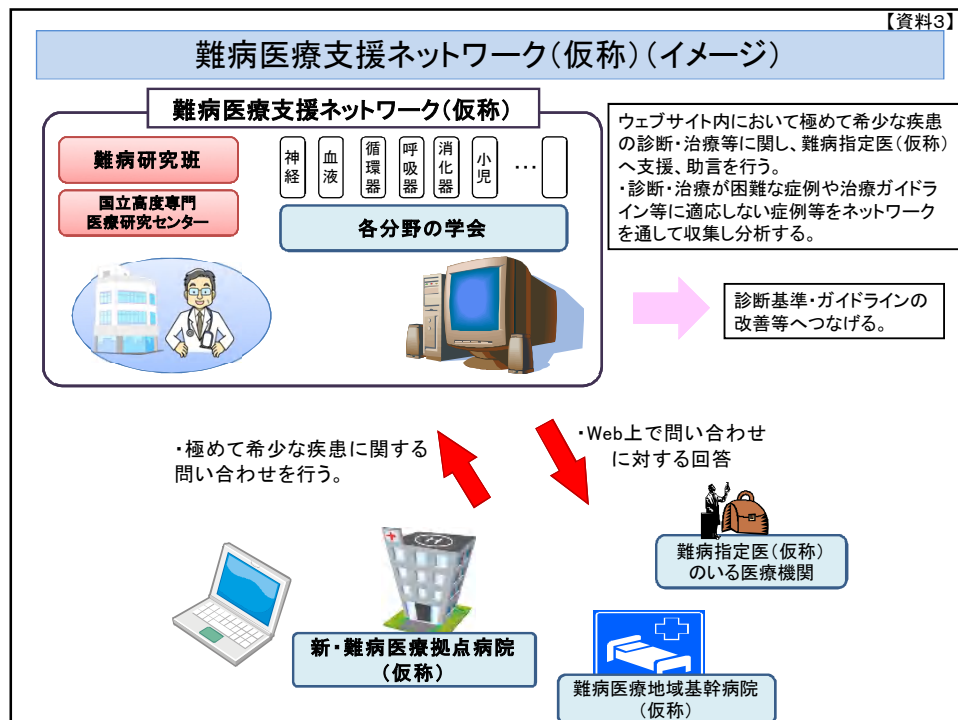 【資料3】
難病医療支援ネットワーク(仮称)(イメージ)
難病医療支援ネットワーク(仮称)
難病研究班
国立高度専門
医療研究センター
神経
血液
循環器
呼吸器
消化器
小児
…
各分野の学会
ウェブサイト内において極めて希少な疾患
の診断・治療等に関し、難病指定医(仮称)
へ支援、助言を行う。
・診断・治療が困難な症例や治療ガイドラ
イン等に適応しない症例等をネットワーク
を通して収集し分析する。
診断基準・ガイドラインの
改善等へつなげる。
・極めて希少な疾患に関する
問い合わせを行う。
・Web上で問い合わせ
に対する回答
難病指定医(仮称)
のいる医療機関
H
新・難病医療拠点病院
(仮称)
難病医療地域基幹病院
(仮称)